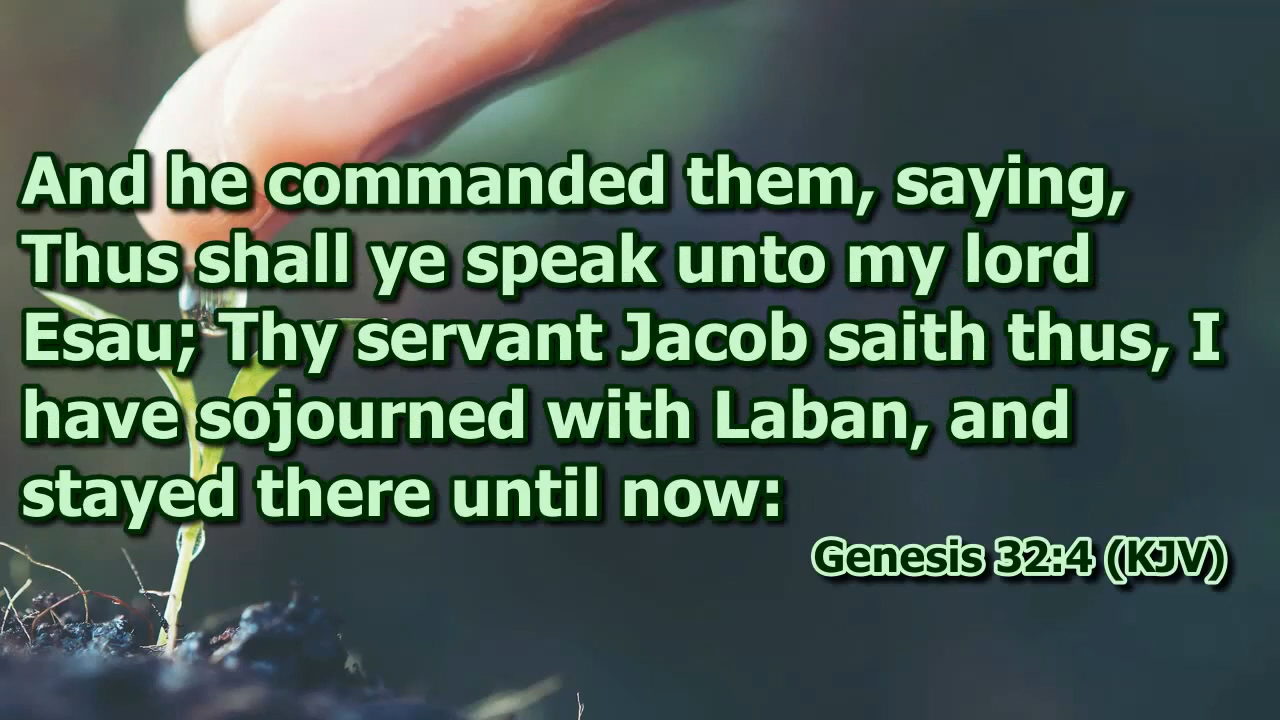 And he commanded them, saying,
Thus shall ye speak unto my lord
Esau; Thy servant Jacob saith thus, I
have sojourned with Laban, and
stayed there until now:
Genesis 32:4 (KJV)